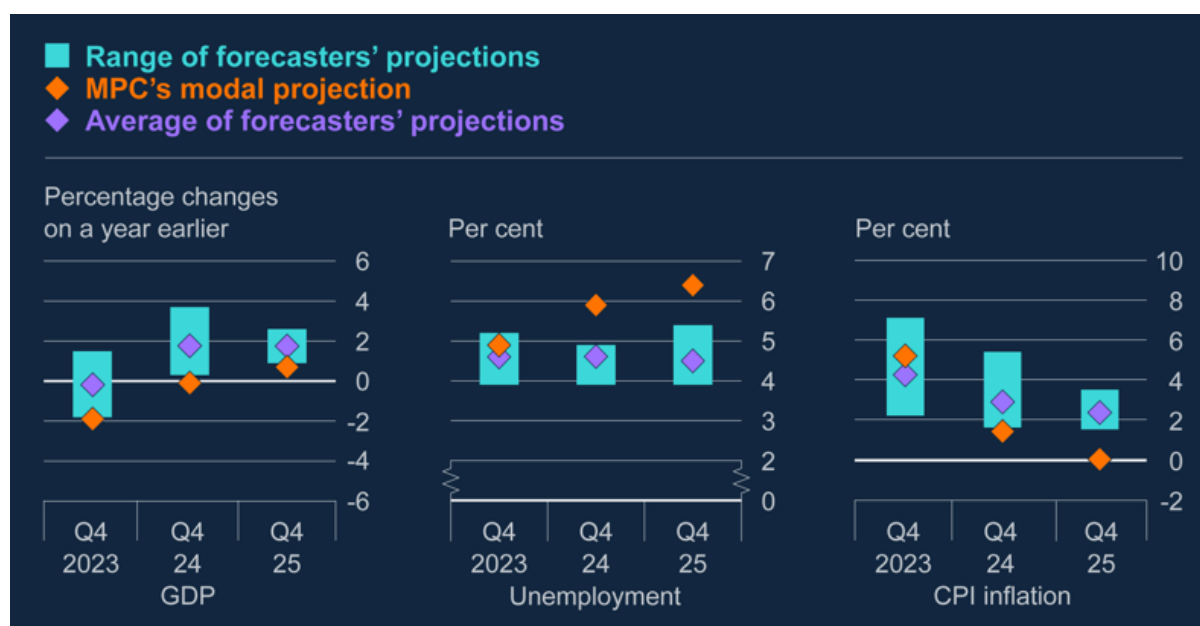 Range of forecasters’ projections
MPC’s modal projection
Average of forecasters’ projections
Percentage changes
on a year earlier
6
4
2
0
-2
-4
-6
Q4 Q4 Q4
2023 24 25
GDP
Per cent
7
6
5
4
3
2
0
Q4 Q4 Q4
2023 24 25
Unemployment
Per cent
10
8
6
4
2
0
-2
Q4 Q4 Q4
2023 24 25
CPI inflation